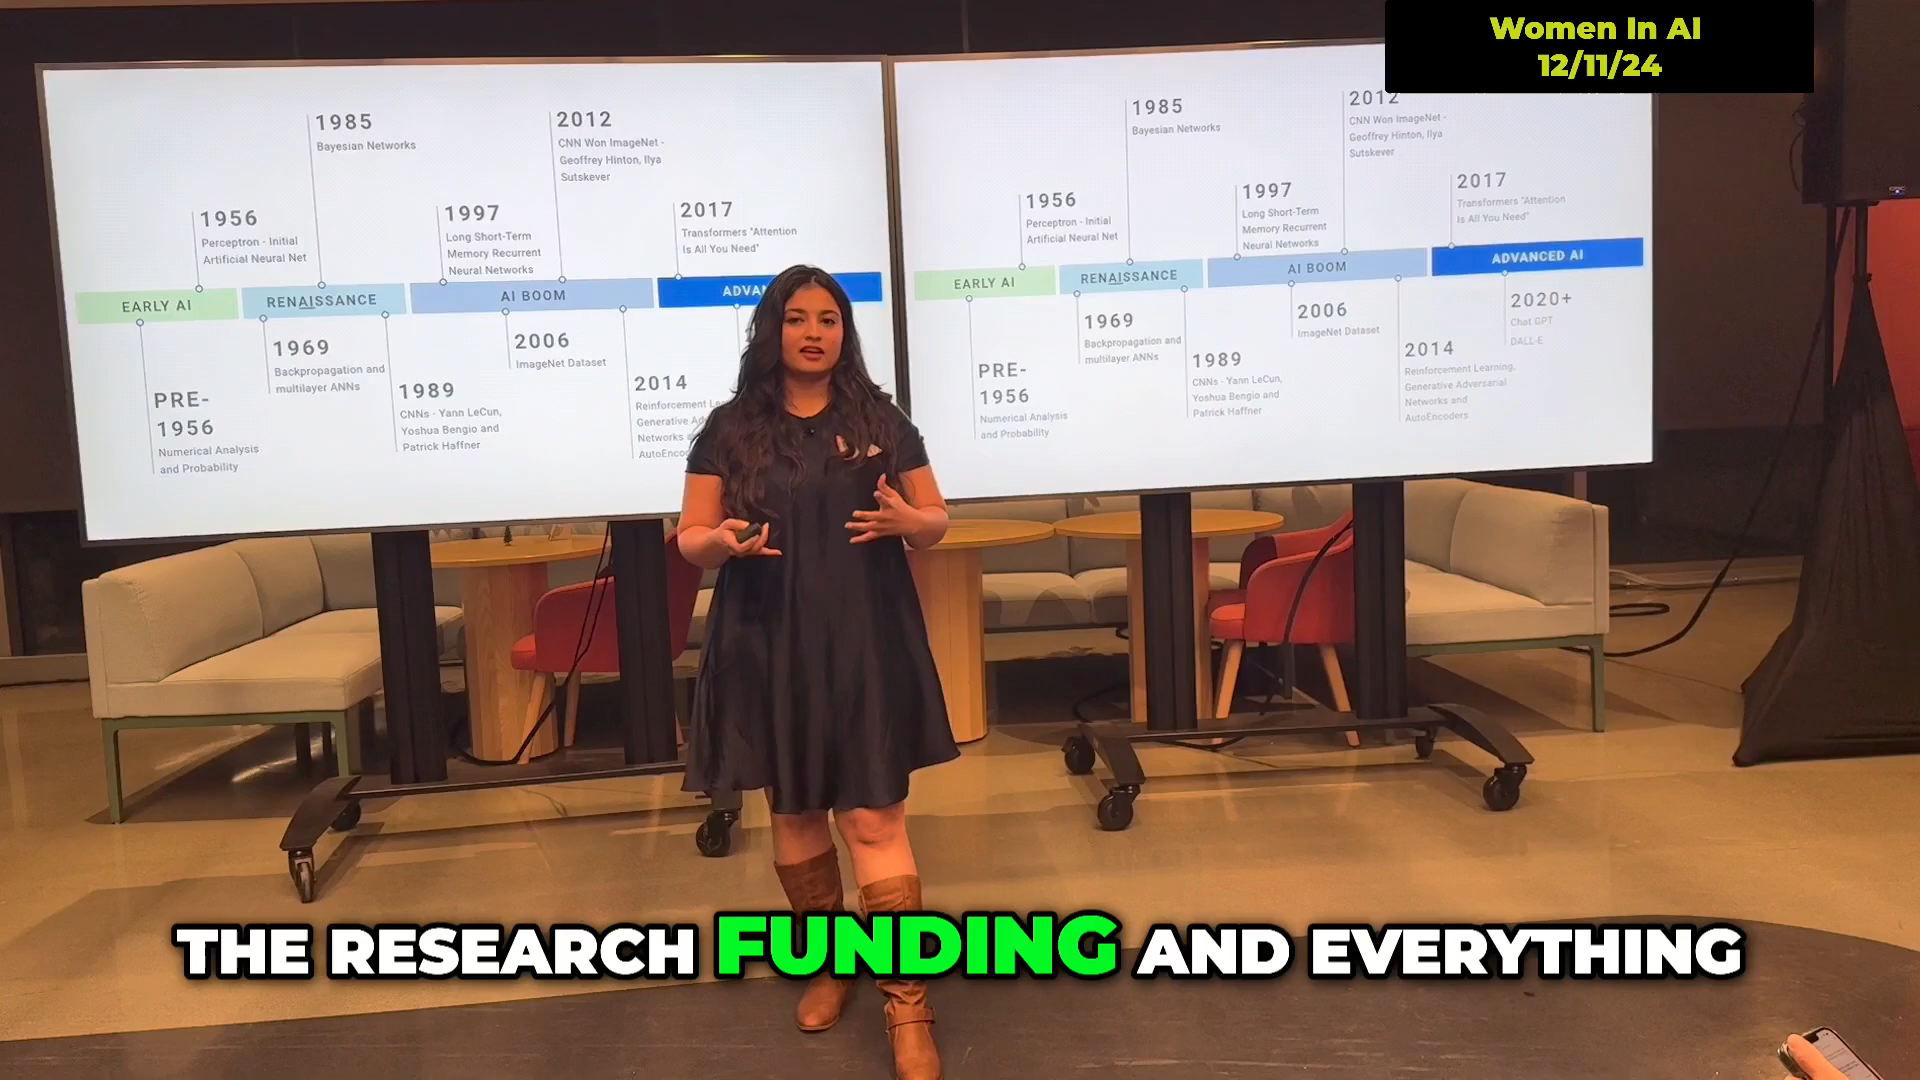 Women In AI
12/11/24
1985
Bayesian Networks
2012
CNN Won ImageNet -
Geoffrey Hinton, Ilya
Sutskever
1956
Perceptron - Initial
Artificial Neural Net
1997
Long Short-Term
Memory Recurrent
Neural Networks
2017
Transformers "Attention
Is All You Need"
EARLY AI
RENAISSANCE
AI BOOM
ADVAN
PRE-
1956
Numerical Analysis
and Probability
1969
Backpropagation and
multilayer ANNs
1989
CNNs - Yann LeCun,
Yoshua Bengio and
Patrick Haffner
2006
ImageNet Dataset
2014
Reinforcement Le
Generative Ad
Networks
AutoEnco
1985
Bayesian Networks
2012
CNN Won ImageNet -
Geoffrey Hinton, Ilya
Sutskever
1956
Perceptron - Initial
Artificial Neural Net
1997
Long Short-Term
Memory Recurrent
Neural Networks
2017
Transformers "Attention
Is All You Need"
EARLY AI
RENAISSANCE
AI BOOM
ADVANCED AI
PRE-
1956
Numerical Analysis
and Probability
1969
Backpropagation and
multilayer ANNs
1989
CNNs - Yann LeCun,
Yoshua Bengio and
Patrick Haffner
2006
ImageNet Dataset
2014
Reinforcement Learning,
Generative Adversarial
Networks and
AutoEncoders
2020+
Chat GPT
DALL-E
THE RESEARCH FUNDING AND EVERYTHING